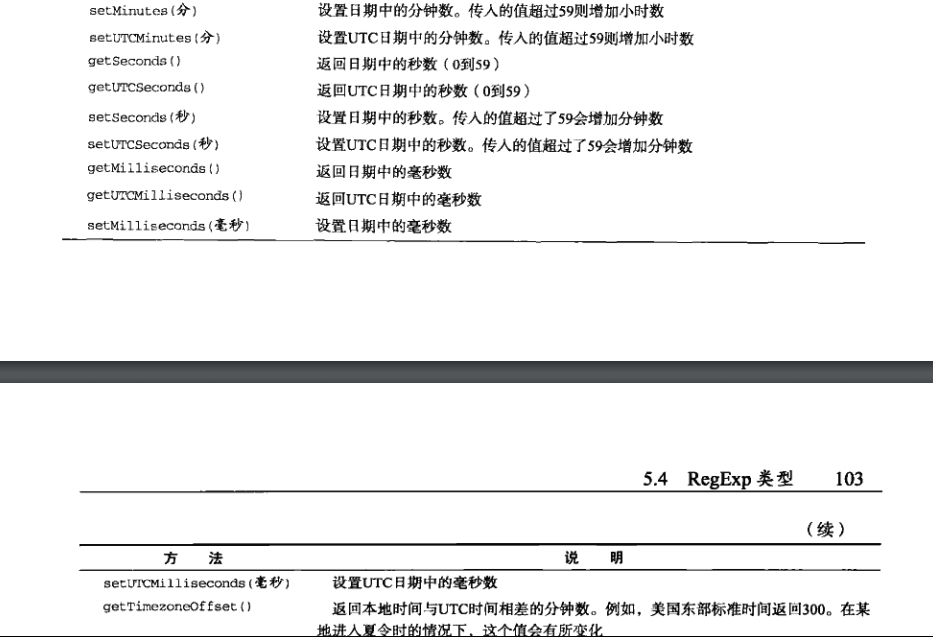 setMinutes(分) 设置日期中的分钟数。传入的值超过59则增加小时数
setUTCMinutes(分) 设置UTC日期中的分钟数。传入的值超过59则增加小时数
getSeconds() 返回日期中的秒数（0到59）
getUTCSeconds() 返回UTC日期中的秒数（0到59）
setSeconds(秒) 设置日期中的秒数。传入的值超过了59会增加分钟数
setUTCSeconds(秒) 设置UTC日期中的秒数。传入的值超过了59会增加分钟数
getMilliseconds() 返回日期中的毫秒数
getUTCMilliseconds() 返回UTC日期中的毫秒数
setMilliseconds(毫秒) 设置日期中的毫秒数
5.4 RegExp 类型 103
（续）
方 法 说 明
setUTCMilliseconds(毫秒) 设置UTC日期中的毫秒数
getTimezoneOffset() 返回本地时间与UTC时间相差的分钟数。例如，美国东部标准时间返回300。在某
地进入夏令时的情况下，这个值会有所变化